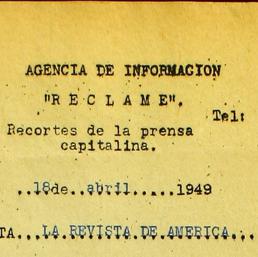 AGENCIA DE INFORMACION
"R E C L A M E".
Tel:
Recortes de la prensa
capitalina.
..18de..abril.....1949
TA...LA REVISTA DE AMERICA...